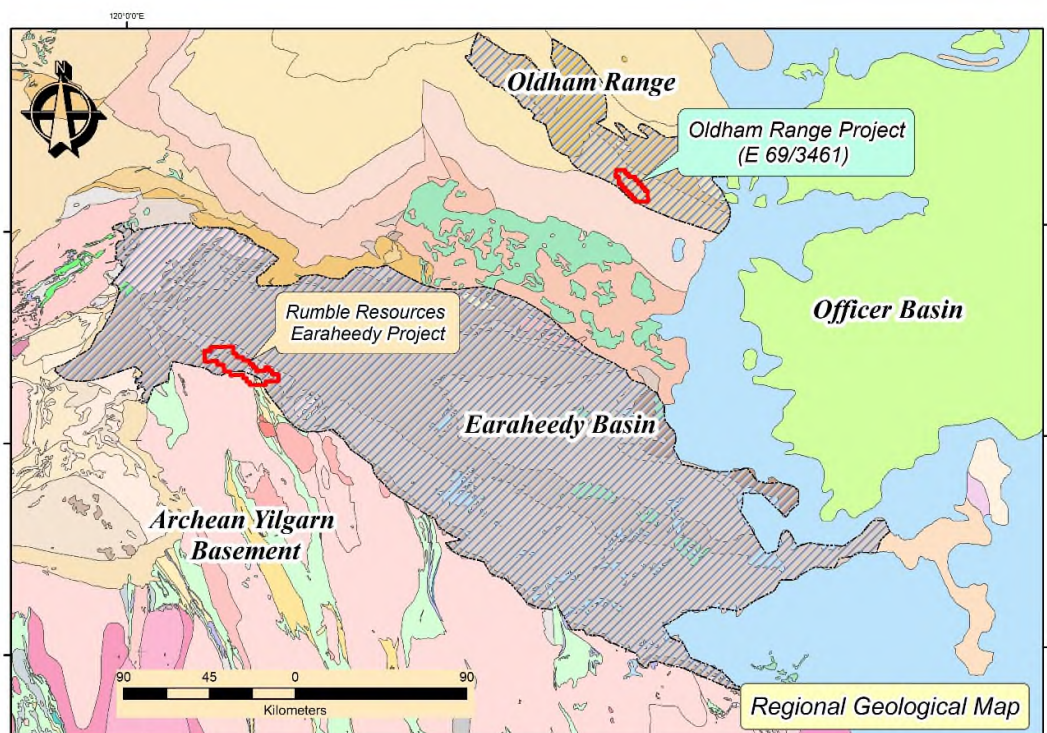 120°0'0"E
N
Oldham Range
Oldham Range Project
(E 69/3461)
Rumble Resources
Earaheedy Project
Officer Basin
Earaheedy Basin
Archean Yilgarn
Basement
90 45 0 90
Kilometers
Regional Geological Map